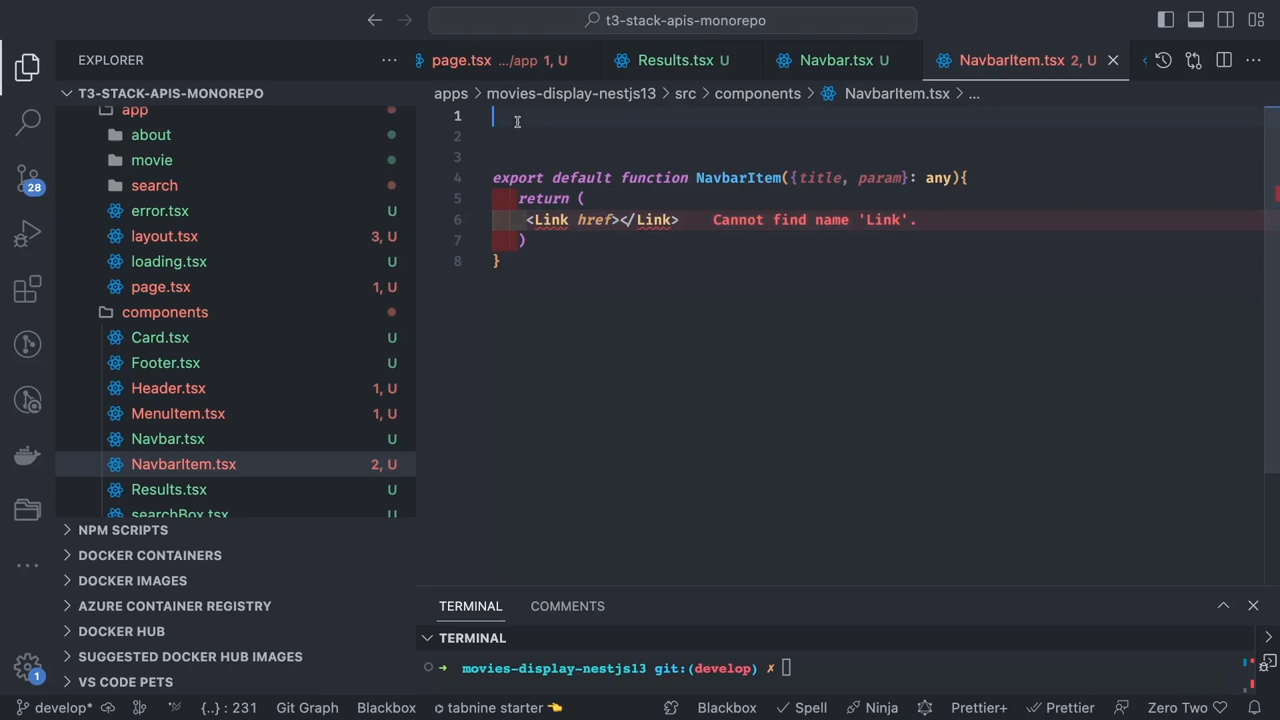 t3-stack-apis-monorepo
EXPLORER
page.tsx .../app 1, U
Results.tsx U
Navbar.tsx U
NavbarItem.tsx 2, U
T3-STACK-APIS-MONOREPO
apps > movies-display-nestjs13 > src > components > NavbarItem.tsx > ...
app
about
movie
search
error.tsx U
layout.tsx 3, U
loading.tsx U
page.tsx 1, U
components
Card.tsx U
Footer.tsx U
Header.tsx 1, U
MenuItem.tsx 1, U
Navbar.tsx U
NavbarItem.tsx 2, U
Results.tsx U
searchBox.tsx U
NPM SCRIPTS
DOCKER CONTAINERS
DOCKER IMAGES
AZURE CONTAINER REGISTRY
DOCKER HUB
SUGGESTED DOCKER HUB IMAGES
VS CODE PETS
28
1
1
2
3
4 export default function NavbarItem({title, param}: any){
5 return (
6 <Link href></Link> Cannot find name 'Link'.
7 )
8 }
TERMINAL COMMENTS
TERMINAL
movies-display-nestjs13 git:(develop) ✗
develop* {..} : 231 Git Graph Blackbox tabnine starter 👈 Blackbox Spell Ninja Prettier+ Prettier Zero Two